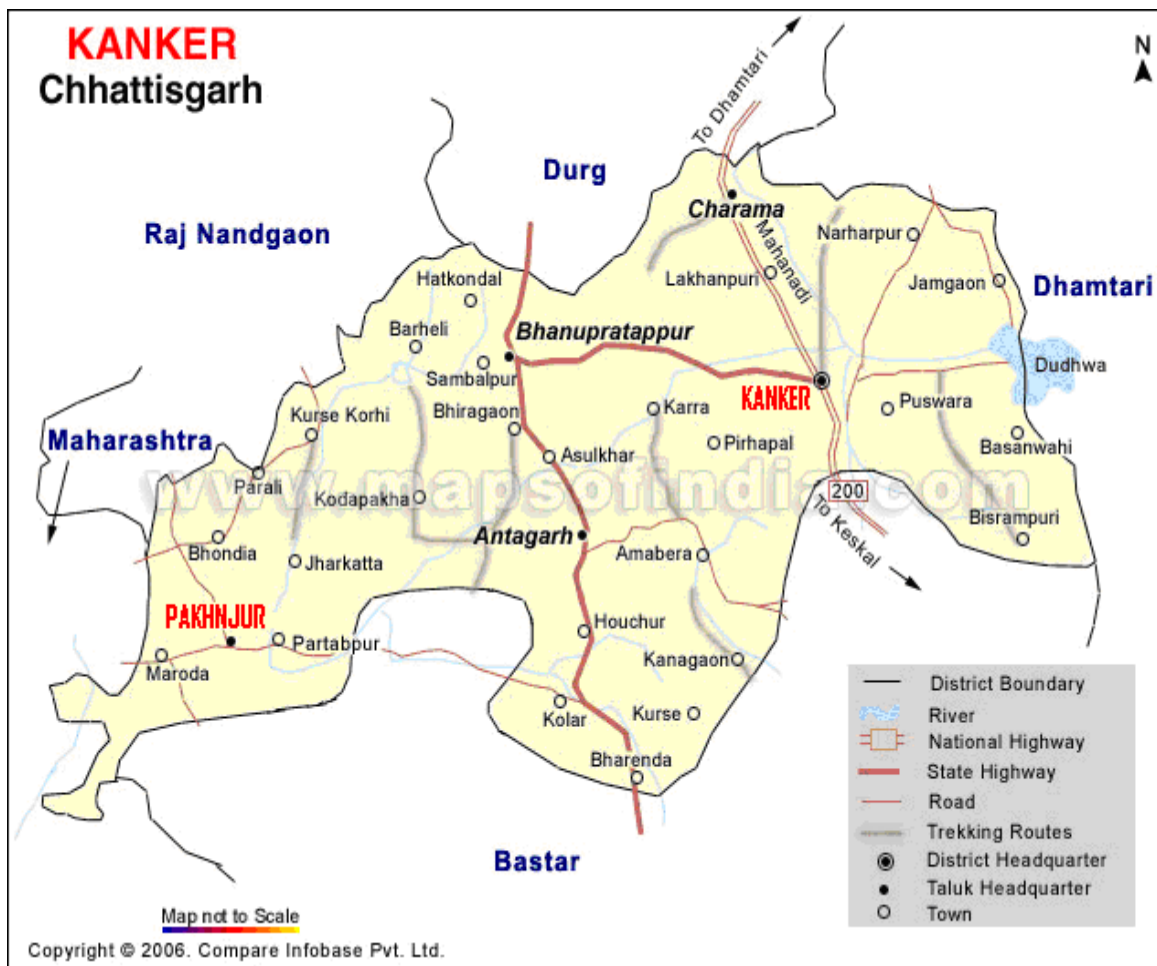 KANKER
Chhattisgarh
N
To Dhamtari
Durg
Charama
Raj Nandgaon
Mahanadi
Narharpur
Hatkondal
Lakhanpuri
Jamgaon
Dhamtari
Barheli
Bhanupratappur
Sambalpur
Dudhwa
KANKER
Kurse Korhi
Bhiragaon
Karra
Puswara
Maharashtra
Pirhapal
Basanwahi
Asulkhar
Parali
www.mapsofindia.com
Kodapakha
200
To Keskal
Bisrampuri
Bhondia
Antagarh
Amabera
Jharkatta
PAKHNJUR
Partabpur
Houchur
Maroda
Kanagaon
Kolar
Kurse
Bharenda
Bastar
District Boundary
River
National Highway
State Highway
Road
Trekking Routes
District Headquarter
Taluk Headquarter
Town
Map not to Scale
Copyright © 2006. Compare Infobase Pvt. Ltd.